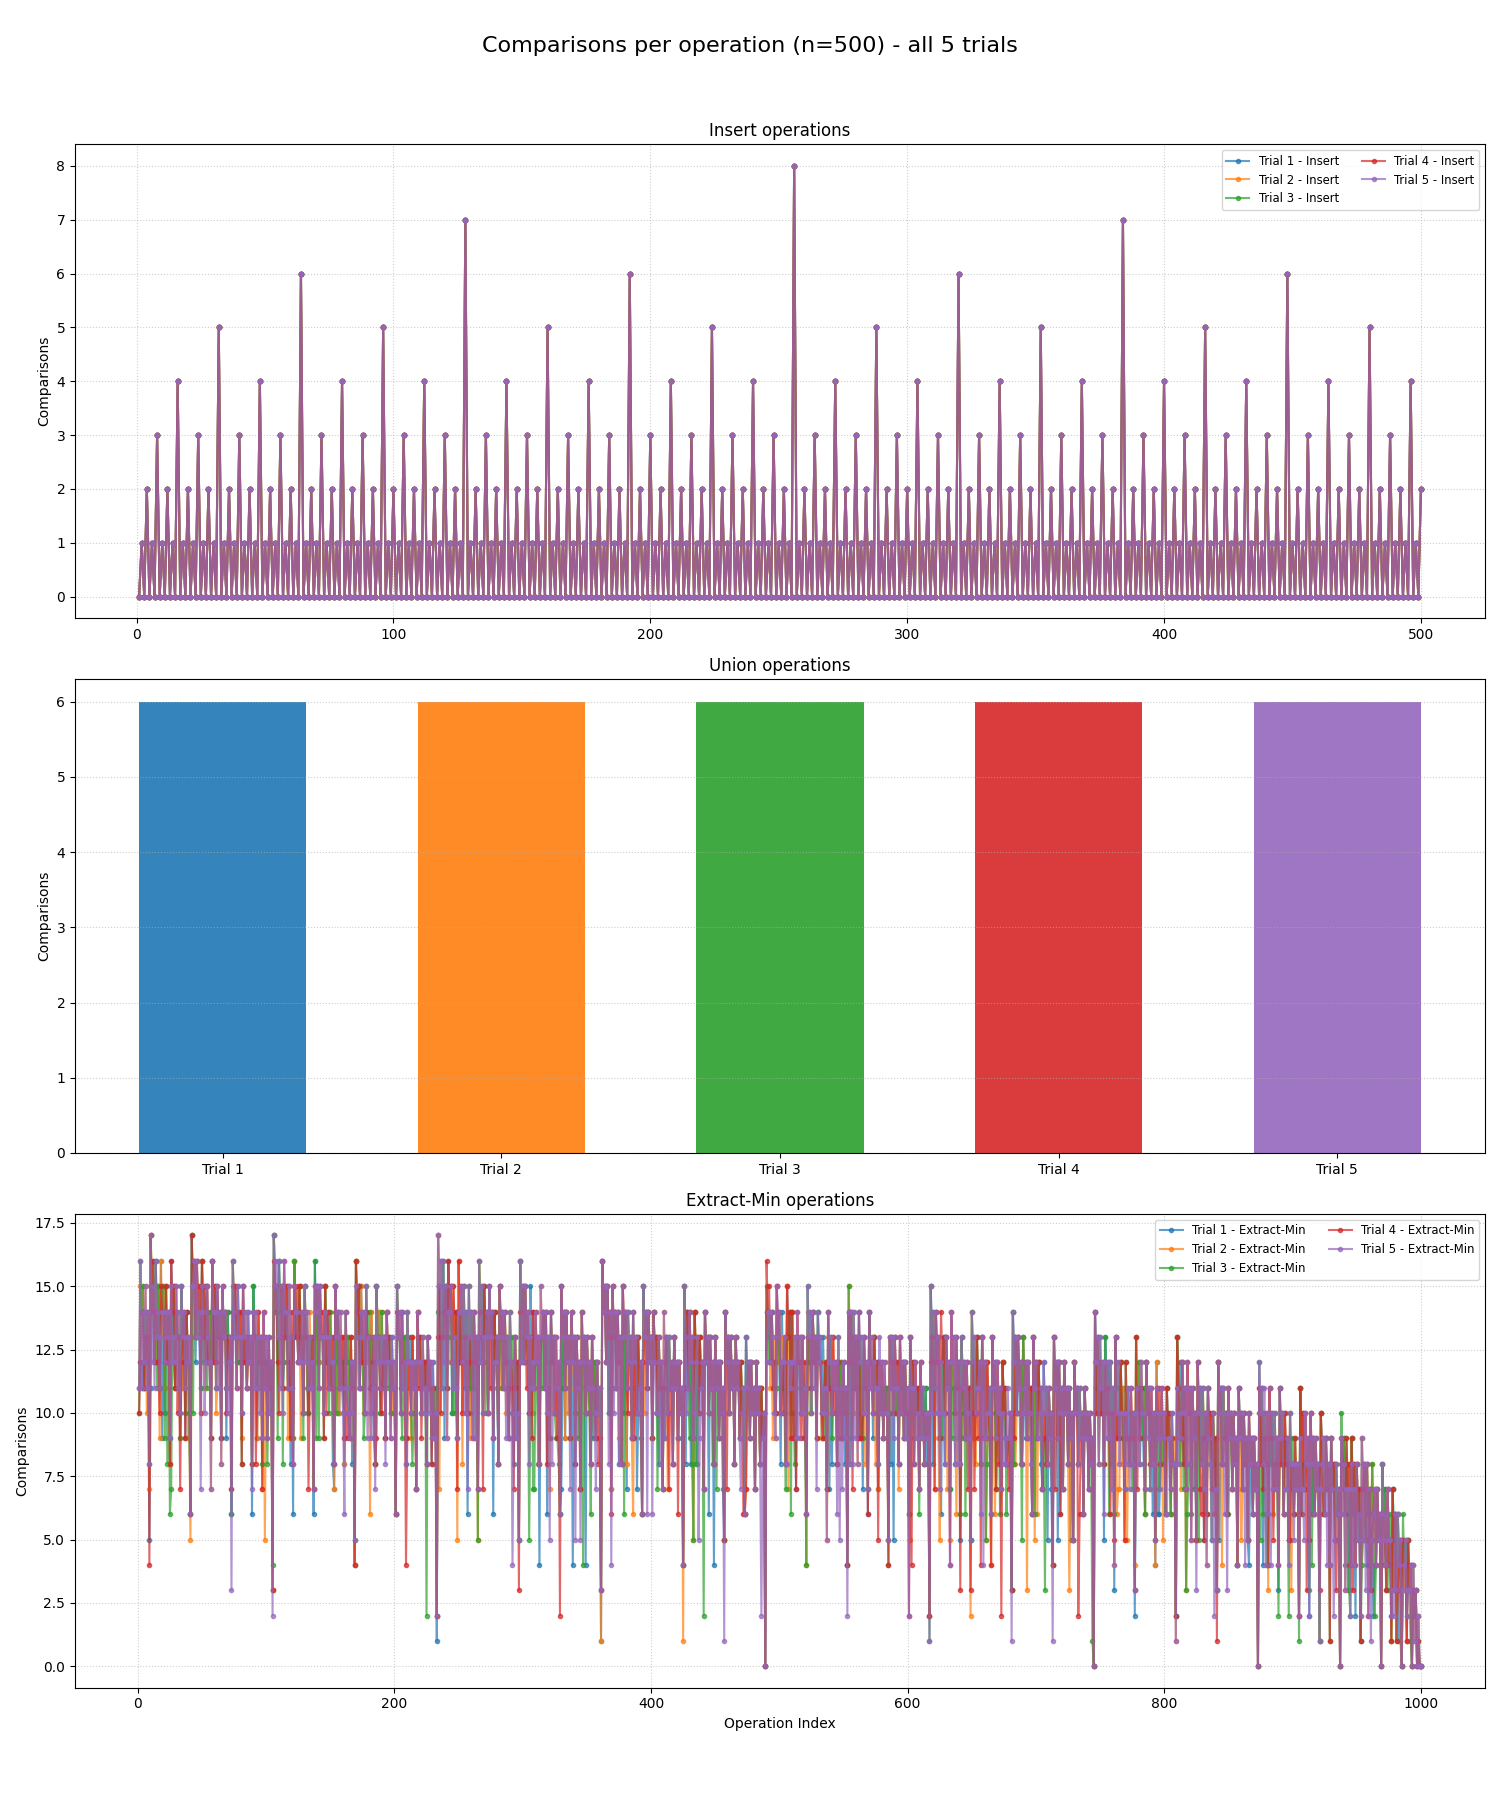 Comparisons per operation (n=500) - all 5 trials
Insert operations
Comparisons
8
7
6
5
4
3
2
1
0
Trial 1 - Insert
Trial 2 - Insert
Trial 3 - Insert
Trial 4 - Insert
Trial 5 - Insert
0 100 200 300 400 500
Union operations
Comparisons
6
5
4
3
2
1
0
Trial 1 Trial 2 Trial 3 Trial 4 Trial 5
Extract-Min operations
Comparisons
17.5
15.0
12.5
10.0
7.5
5.0
2.5
0.0
Trial 1 - Extract-Min
Trial 2 - Extract-Min
Trial 3 - Extract-Min
Trial 4 - Extract-Min
Trial 5 - Extract-Min
0 200 400 600 800 1000
Operation Index